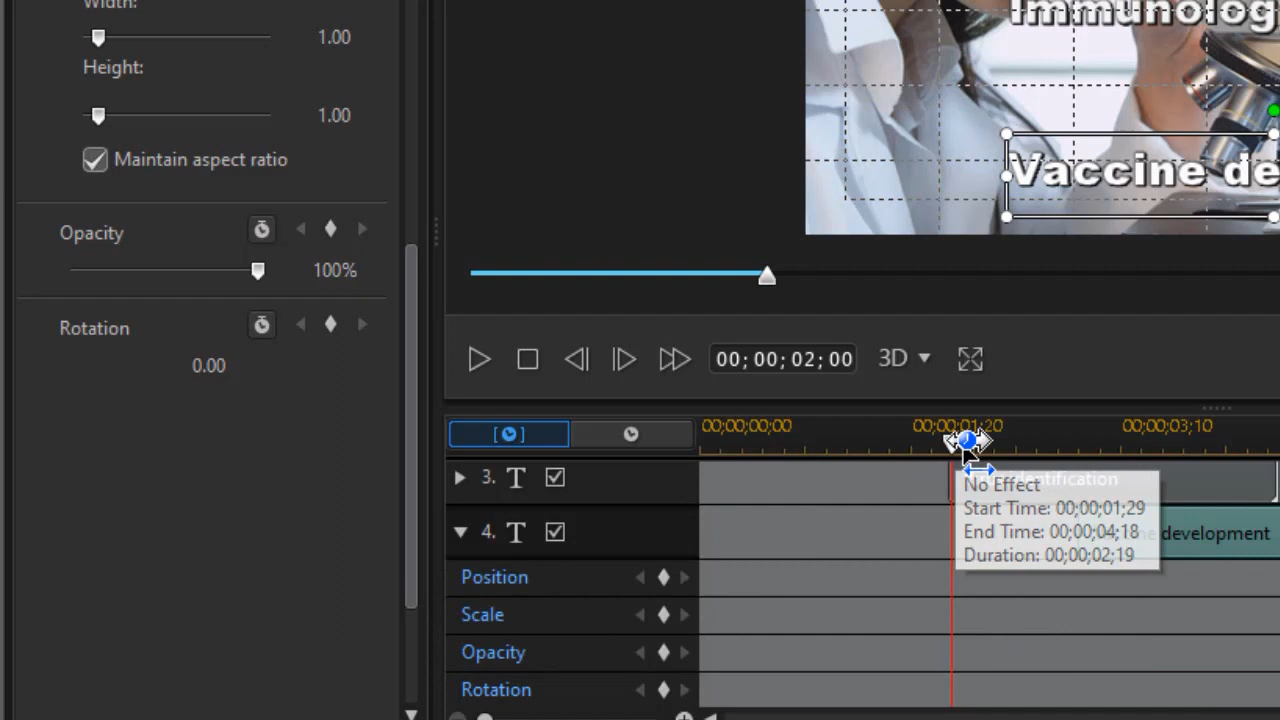 Width:
1.00
Height:
1.00
Maintain aspect ratio
Opacity
100%
Rotation
0.00
Immunolog
Vaccine de
00;00;02;00
3D
00;00;00;00
00;00;01;20
00;00;03;10
3. T
entification
4. T
e development
No Effect
Start Time: 00;00;01;29
End Time: 00;00;04;18
Duration: 00;00;02;19
Position
Scale
Opacity
Rotation